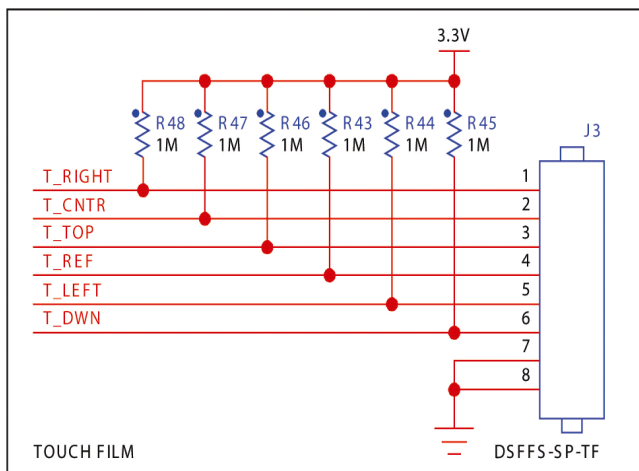 3.3V
J3
R48 R47 R46 R43 R44 R45
1M 1M 1M 1M 1M 1M
T_RIGHT 1
T_CNTR 2
T_TOP 3
T_REF 4
T_LEFT 5
T_DWN 6
7
8
TOUCH FILM DSFFS-SP-TF